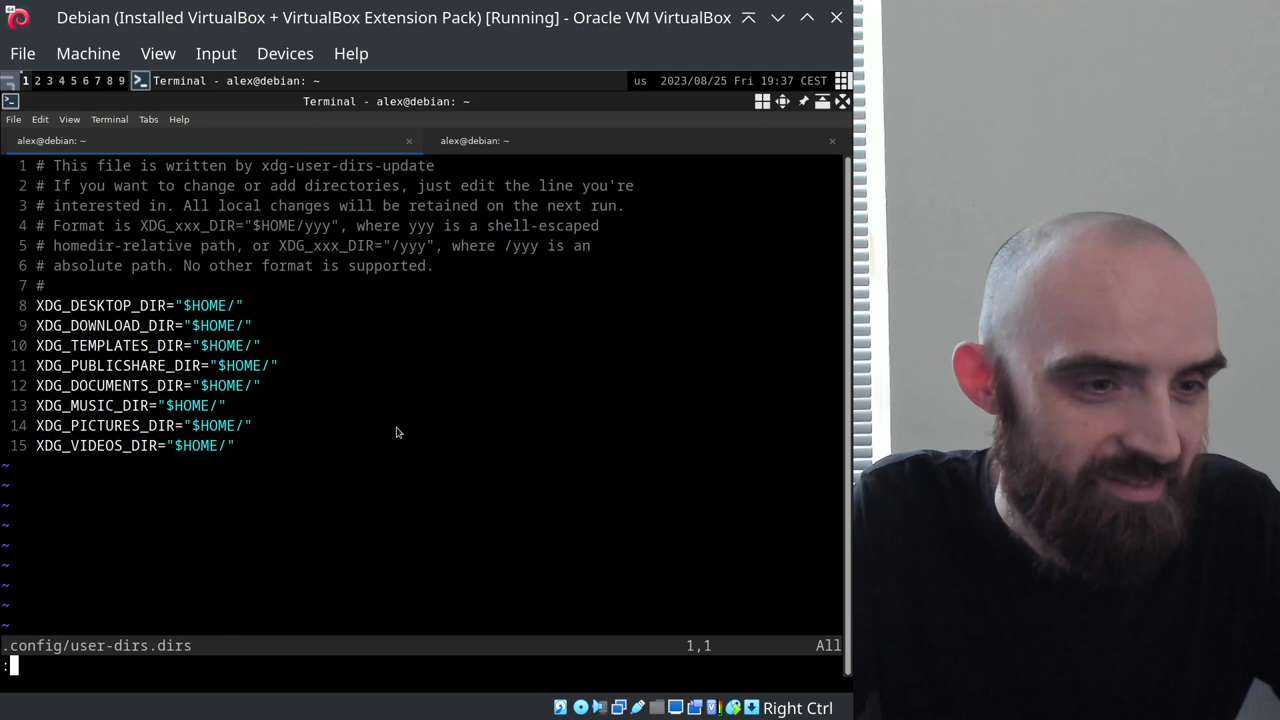 Debian (Installed VirtualBox + VirtualBox Extension Pack) [Running] - Oracle VM VirtualBox
File Machine View Input Devices Help
1 2 3 4 5 6 7 8 9 Terminal - alex@debian: ~ us 2023/08/25 Fri 19:37 CEST
Terminal - alex@debian: ~
File Edit View Terminal Tabs Help
alex@debian: ~ alex@debian: ~
1 # This file is written by xdg-user-dirs-update
2 # If you want to change or add directories, just edit the line you're
3 # interested in. All local changes will be retained on the next run.
4 # Format is XDG_xxx_DIR="$HOME/yyy", where yyy is a shell-escaped
5 # homedir-relative path, or XDG_xxx_DIR="/yyy", where /yyy is an
6 # absolute path. No other format is supported.
7 #
8 XDG_DESKTOP_DIR="$HOME/"
9 XDG_DOWNLOAD_DIR="$HOME/"
10 XDG_TEMPLATES_DIR="$HOME/"
11 XDG_PUBLICSHARE_DIR="$HOME/"
12 XDG_DOCUMENTS_DIR="$HOME/"
13 XDG_MUSIC_DIR="$HOME/"
14 XDG_PICTURES_DIR="$HOME/"
15 XDG_VIDEOS_DIR="$HOME/"
~
~
~
~
~
~
~
~
~
.config/user-dirs.dirs 1,1 All
:
Right Ctrl